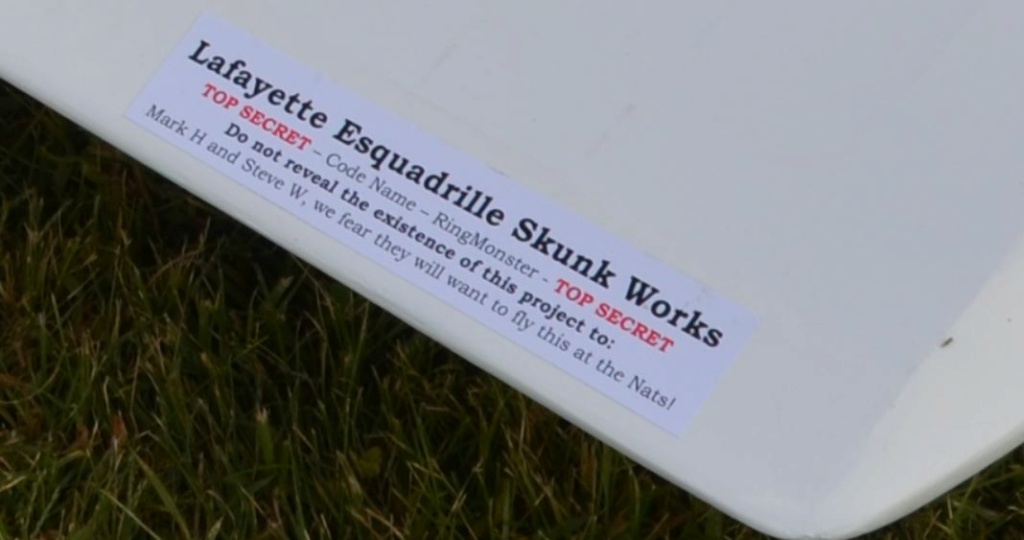 Lafayette Esquadrille Skunk Works
TOP SECRET – Code Name – RingMonster - TOP SECRET
Do not reveal the existence of this project to:
Mark H and Steve W, we fear they will want to fly this at the Nats!